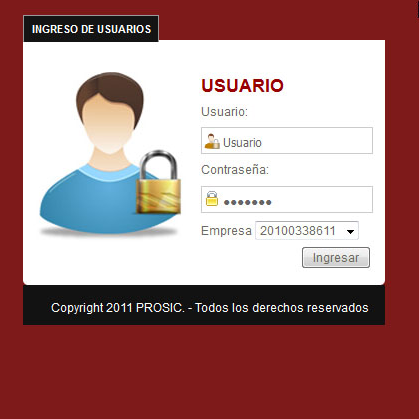 INGRESO DE USUARIOS
USUARIO
Usuario:
Usuario
Contraseña:
●●●●●●●
Empresa 20100338611
Ingresar
Copyright 2011 PROSIC. - Todos los derechos reservados